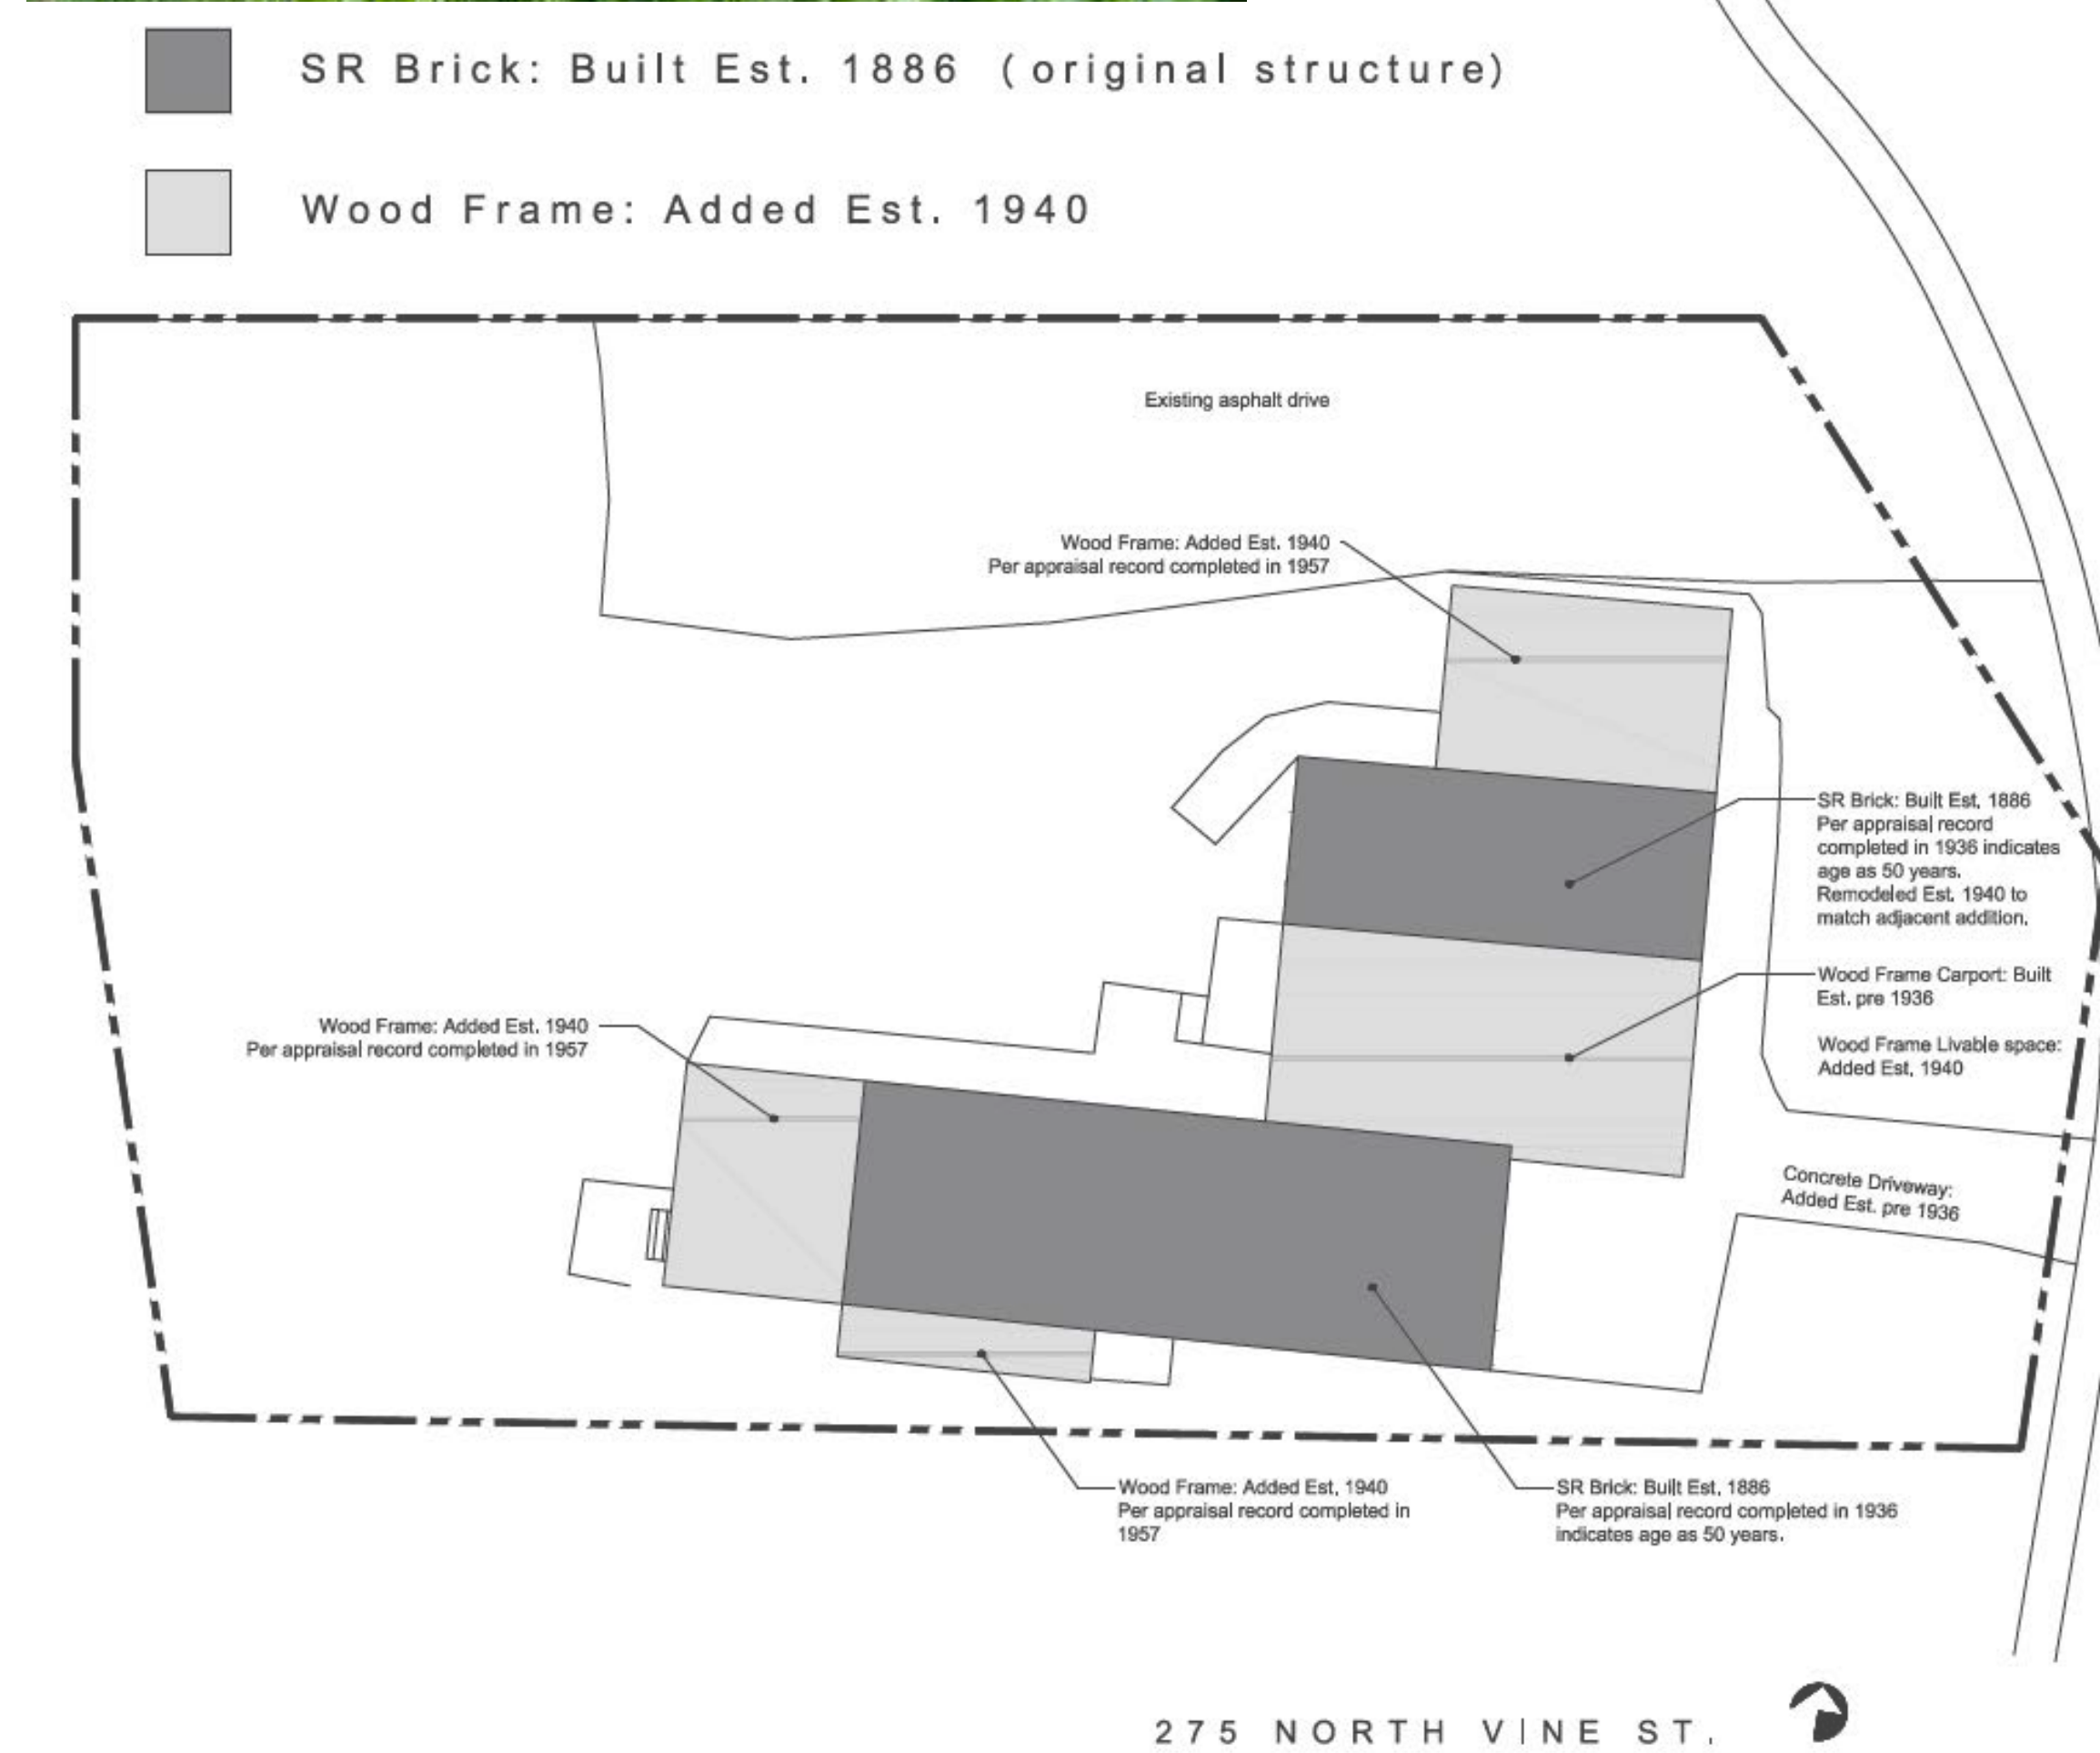 SR Brick: Built Est. 1886 (original structure)
Wood Frame: Added Est. 1940
Existing asphalt drive
Wood Frame: Added Est. 1940
Per appraisal record completed in 1957
SR Brick: Built Est. 1886
Per appraisal record
completed in 1936 indicates
age as 50 years.
Remodeled Est. 1940 to
match adjacent addition.
Wood Frame Carport: Built
Est. pre 1936
Wood Frame Livable space:
Added Est. 1940
Wood Frame: Added Est. 1940
Per appraisal record completed in 1957
Concrete Driveway:
Added Est. pre 1936
Wood Frame: Added Est. 1940
Per appraisal record completed in
1957
SR Brick: Built Est. 1886
Per appraisal record completed in 1936
indicates age as 50 years.
275 NORTH VINE ST.